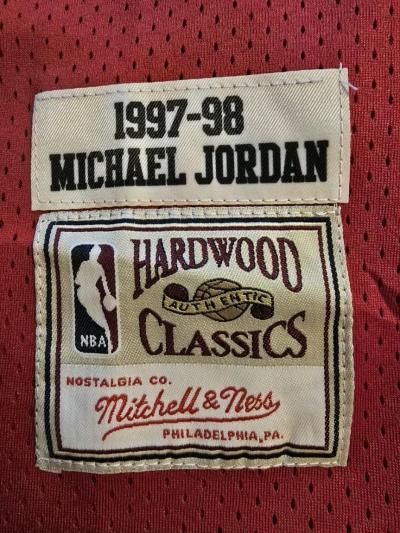 1997-98
MICHAEL JORDAN
HARDWOOD
AUTHENTIC
CLASSICS
NBA
NOSTALGIA CO.
Mitchell & Ness
PHILADELPHIA, PA.